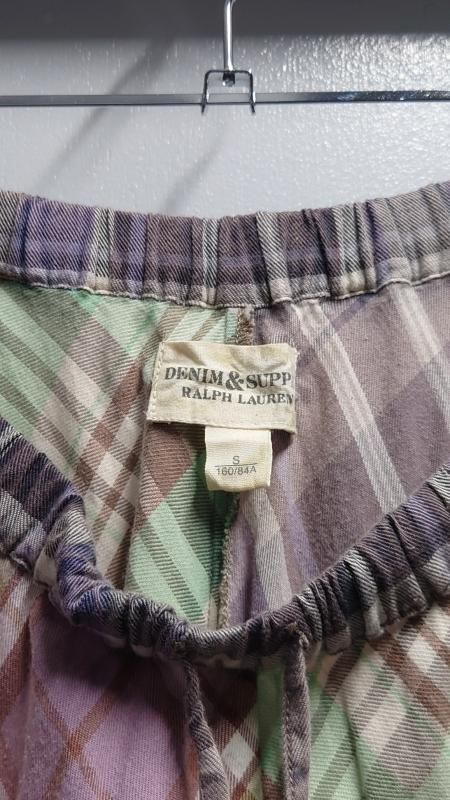 DENIM & SUPP
RALPH LAUREN
S
160/84A